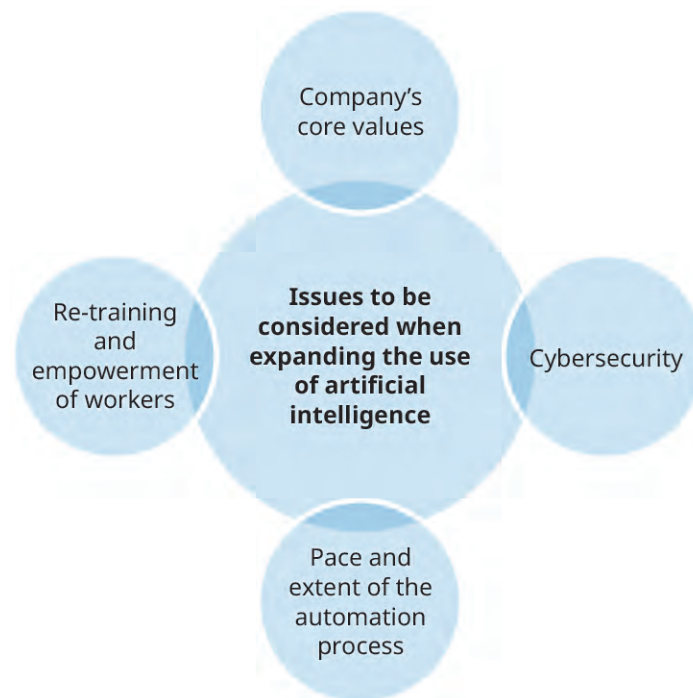 Company’s
core values
Issues to be
considered when
expanding the use
of artificial
intelligence
Re-training
and
empowerment
of workers
Cybersecurity
Pace and
extent of the
automation
process